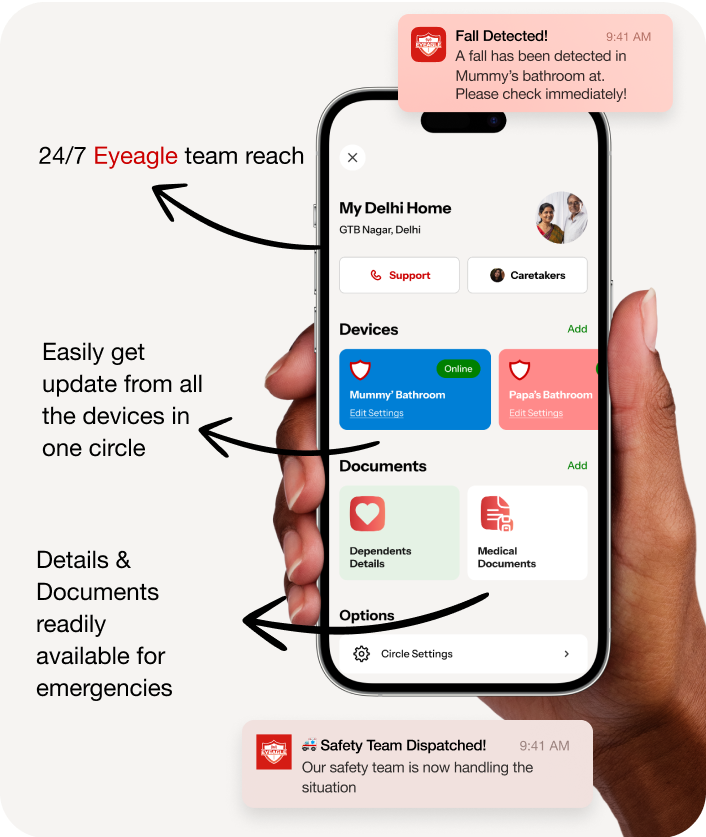 Fall Detected!
9:41 AM
A fall has been detected in
Mummy's bathroom at.
Please check immediately!
24/7 Eyeagle team reach
My Delhi Home
GTB Nagar, Delhi
Support
Caretakers
Devices
Add
Online
Mummy' Bathroom
Edit Settings
Papa's Bathroom
Edit Settings
Easily get
update from all
the devices in
one circle
Documents
Add
Dependents
Details
Medical
Documents
Details &
Documents
readily
available for
emergencies
Options
Circle Settings
EYEAGLE
🚑 Safety Team Dispatched!
9:41 AM
Our safety team is now handling the
situation